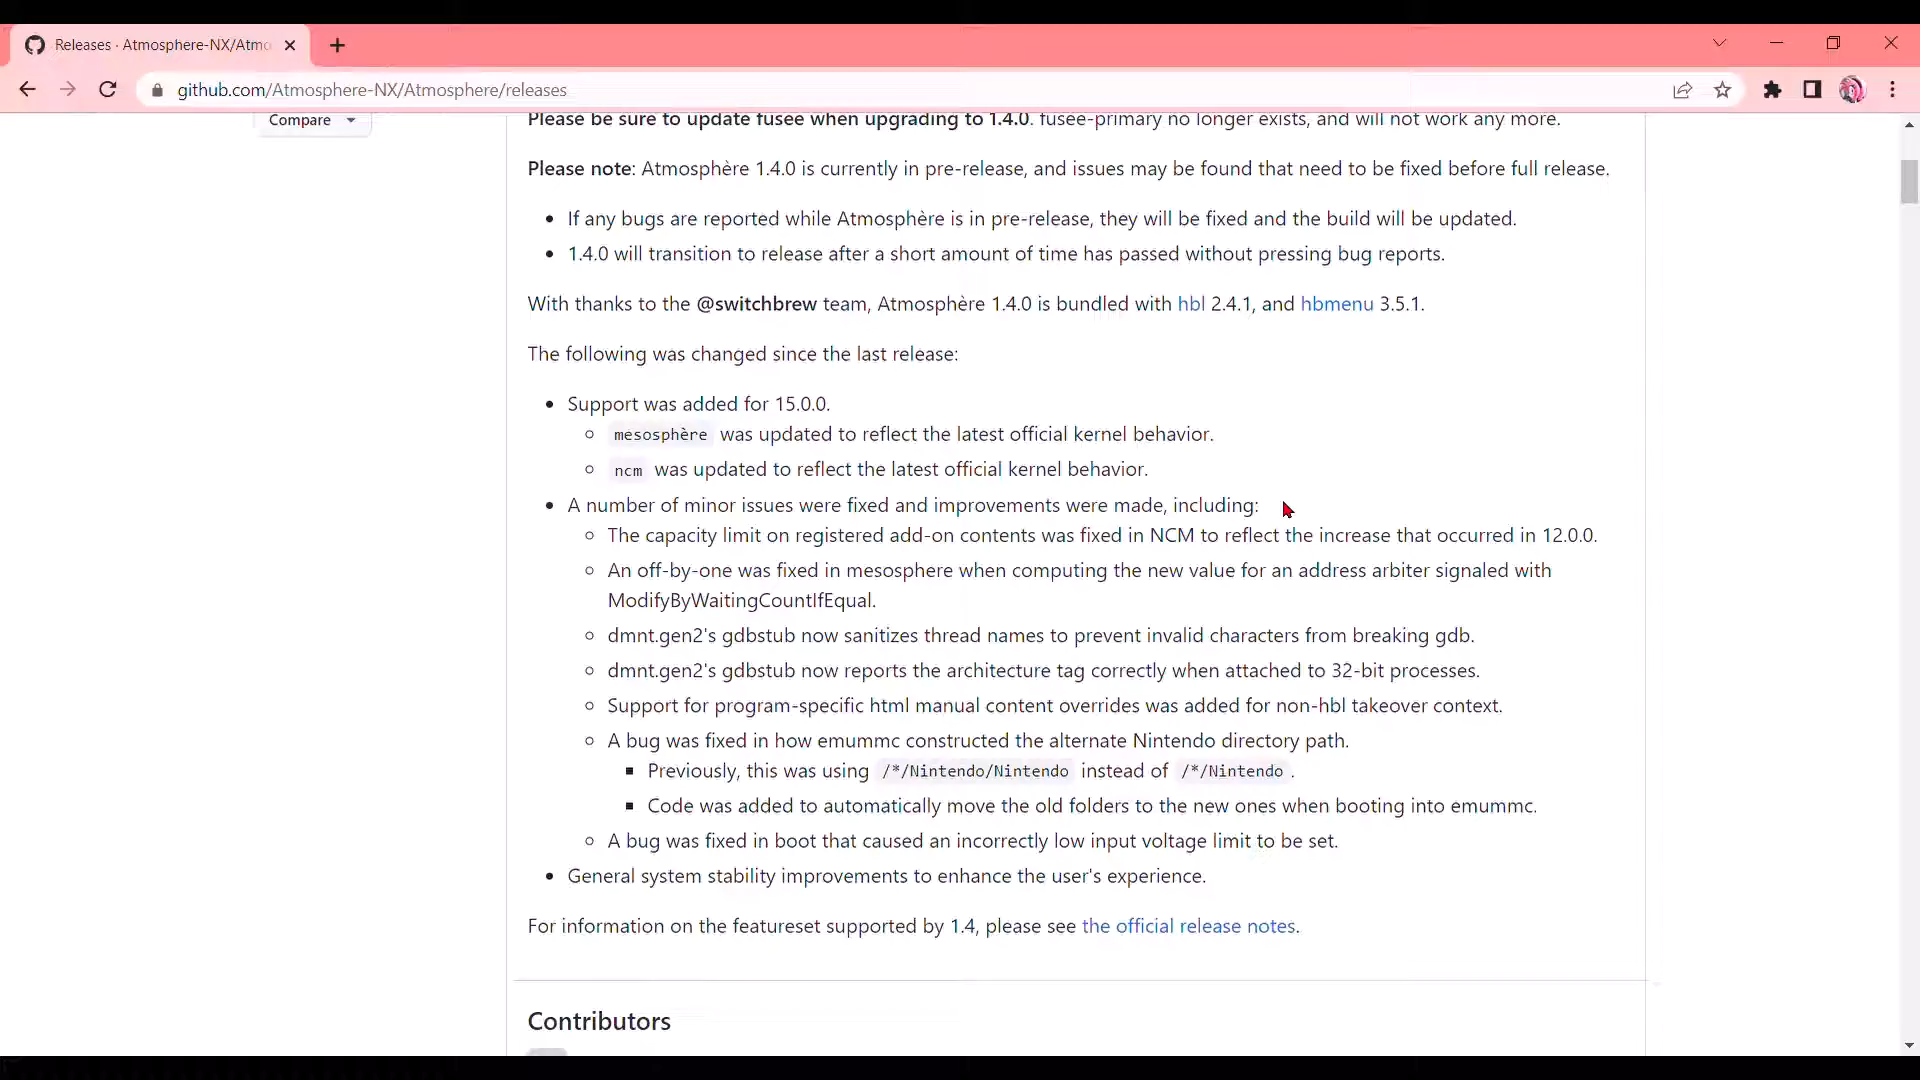 Releases · Atmosphere-NX/Atmo
github.com/Atmosphere-NX/Atmosphere/releases
Compare
Please be sure to update fusee when upgrading to 1.4.0. fusee-primary no longer exists, and will not work any more.
Please note: Atmosphère 1.4.0 is currently in pre-release, and issues may be found that need to be fixed before full release.
If any bugs are reported while Atmosphère is in pre-release, they will be fixed and the build will be updated.
1.4.0 will transition to release after a short amount of time has passed without pressing bug reports.
With thanks to the @switchbrew team, Atmosphère 1.4.0 is bundled with hbl 2.4.1, and hbmenu 3.5.1.
The following was changed since the last release:
Support was added for 15.0.0.
mesosphère was updated to reflect the latest official kernel behavior.
ncm was updated to reflect the latest official kernel behavior.
A number of minor issues were fixed and improvements were made, including:
The capacity limit on registered add-on contents was fixed in NCM to reflect the increase that occurred in 12.0.0.
An off-by-one was fixed in mesosphere when computing the new value for an address arbiter signaled with
ModifyByWaitingCountIfEqual.
dmnt.gen2's gdbstub now sanitizes thread names to prevent invalid characters from breaking gdb.
dmnt.gen2's gdbstub now reports the architecture tag correctly when attached to 32-bit processes.
Support for program-specific html manual content overrides was added for non-hbl takeover context.
A bug was fixed in how emummc constructed the alternate Nintendo directory path.
Previously, this was using /*/Nintendo/Nintendo instead of /*/Nintendo .
Code was added to automatically move the old folders to the new ones when booting into emummc.
A bug was fixed in boot that caused an incorrectly low input voltage limit to be set.
General system stability improvements to enhance the user's experience.
For information on the featureset supported by 1.4, please see the official release notes.
Contributors